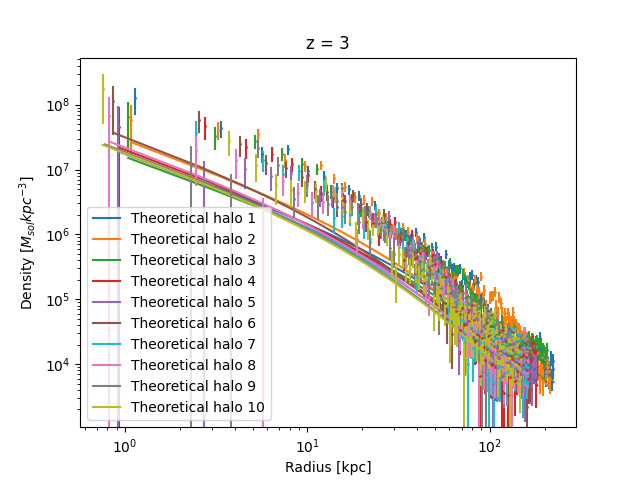 z = 3
Density [M_sol kpc^−3]
10^8
10^7
10^6
10^5
10^4
Theoretical halo 1
Theoretical halo 2
Theoretical halo 3
Theoretical halo 4
Theoretical halo 5
Theoretical halo 6
Theoretical halo 7
Theoretical halo 8
Theoretical halo 9
Theoretical halo 10
10^0 10^1 10^2
Radius [kpc]